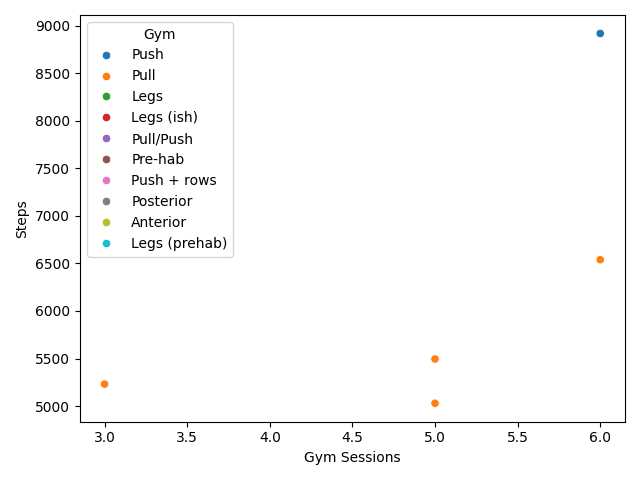 Gym
Push
Pull
Legs
Legs (ish)
Pull/Push
Pre-hab
Push + rows
Posterior
Anterior
Legs (prehab)
9000
8500
8000
7500
7000
6500
6000
5500
5000
Steps
3.0 3.5 4.0 4.5 5.0 5.5 6.0
Gym Sessions